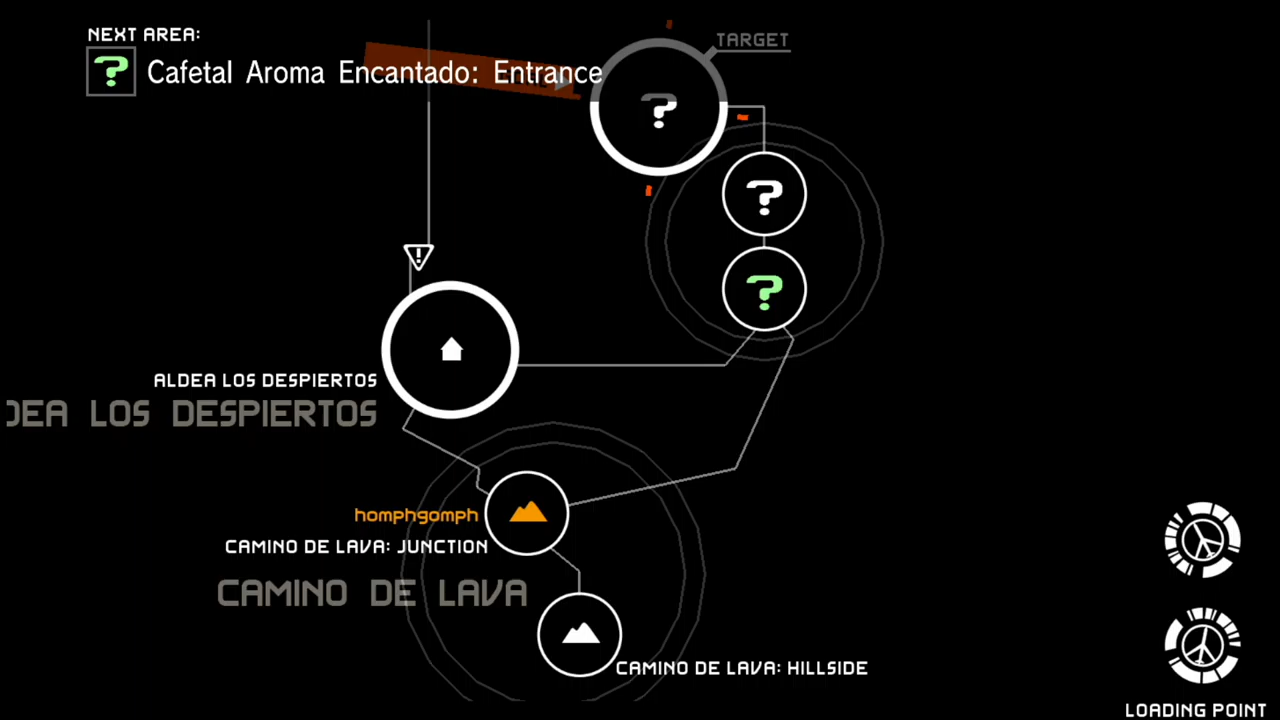 NEXT AREA:
? Cafetal Aroma Encantado: Entrance
TARGET
?
?
?
!
ALDEA LOS DESPIERTOS
DEA LOS DESPIERTOS
homphgomph
CAMINO DE LAVA: JUNCTION
CAMINO DE LAVA
CAMINO DE LAVA: HILLSIDE
LOADING POINT